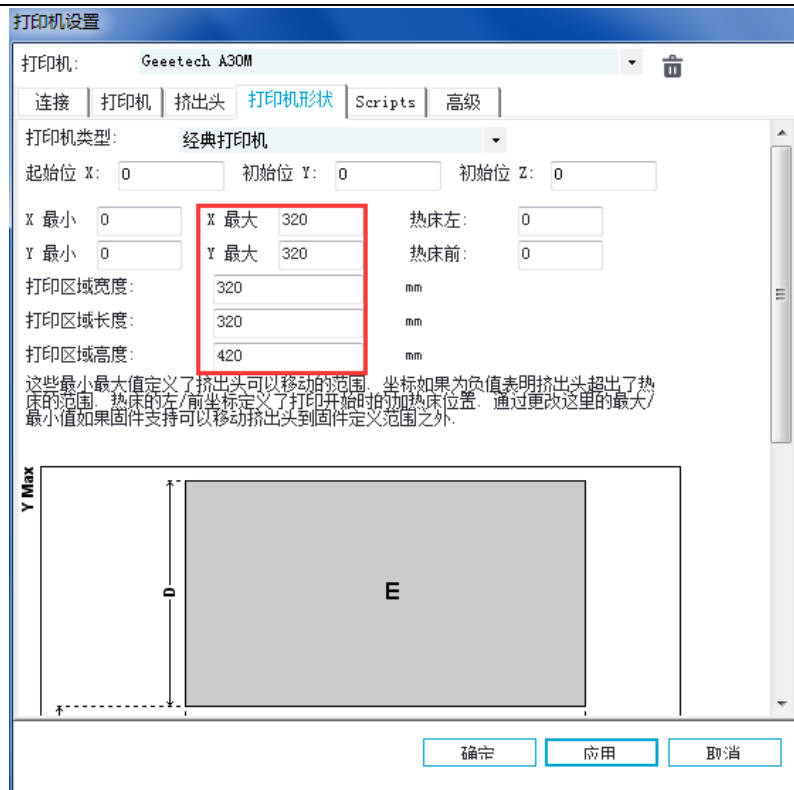 打印机设置
打印机: Geeetech A30M
连接 打印机 挤出头 打印机形状 Scripts 高级
打印机类型: 经典打印机
起始位 X: 0 初始位 Y: 0 初始位 Z: 0
X 最小 0 X 最大 320 热床左: 0
Y 最小 0 Y 最大 320 热床前: 0
打印区域宽度: 320 mm
打印区域长度: 320 mm
打印区域高度: 420 mm
这些最小最大值定义了挤出头可以移动的范围. 坐标如果为负值表明挤出头超出了热
床的范围. 热床的左/前坐标定义了打印开始时的加热床位置. 通过更改这里的最大/
最小值如果固件支持可以移动挤出头到固件定义范围之外.
Y Max
D
E
确定 应用 取消